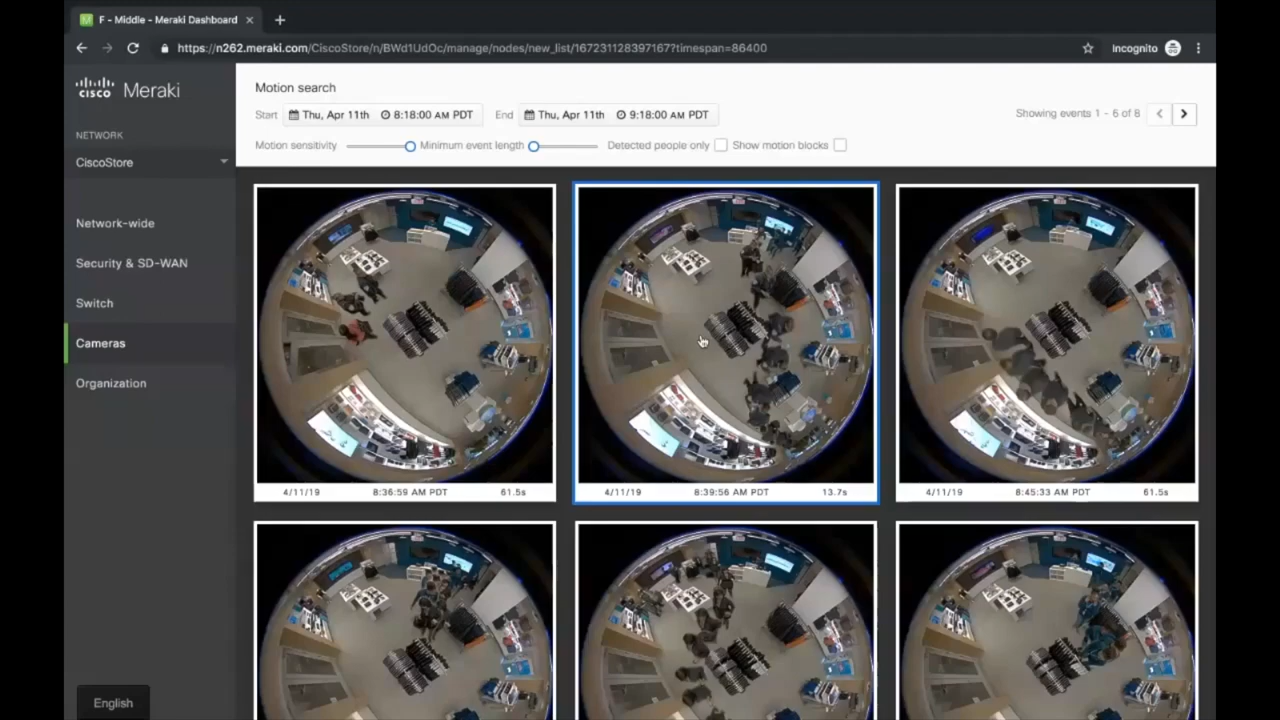 F - Middle - Meraki Dashboard
https://n262.meraki.com/CiscoStore/n/BWd1UdOc/manage/nodes/new_list/167231128397167?timespan=86400
Incognito
CISCO Meraki
NETWORK
CiscoStore
Network-wide
Security & SD-WAN
Switch
Cameras
Organization
English
Motion search
Start Thu, Apr 11th 8:18:00 AM PDT End Thu, Apr 11th 9:18:00 AM PDT
Showing events 1 - 6 of 8
Motion sensitivity Minimum event length Detected people only Show motion blocks
4/11/19 8:36:59 AM PDT 61.5s
4/11/19 8:39:56 AM PDT 13.7s
4/11/19 8:45:33 AM PDT 61.5s